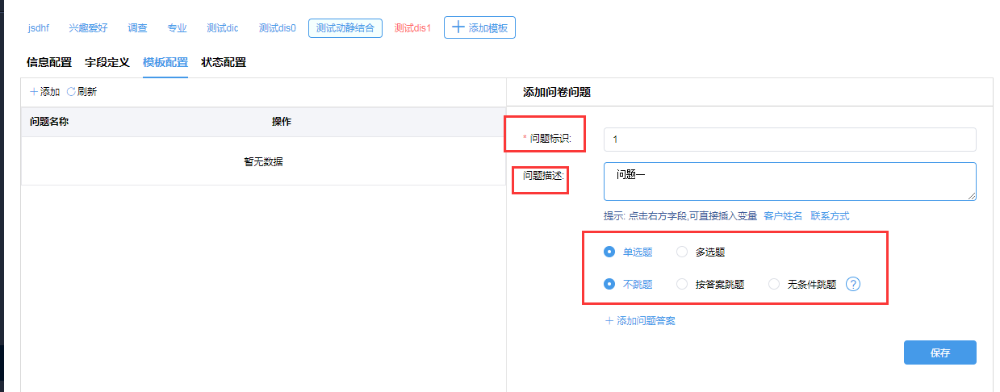 jsdhf 兴趣爱好 调查 专业 测试dic 测试dis0 测试动静结合 测试dis1 添加模板
信息配置 字段定义 模板配置 状态配置
添加 刷新
问题名称 操作
暂无数据
添加问卷问题
* 问题标识: 1
问题描述: 问题一
提示: 点击右方字段,可直接插入变量 客户姓名 联系方式
单选题 多选题
不跳题 按答案跳题 无条件跳题 ?
添加问题答案
保存